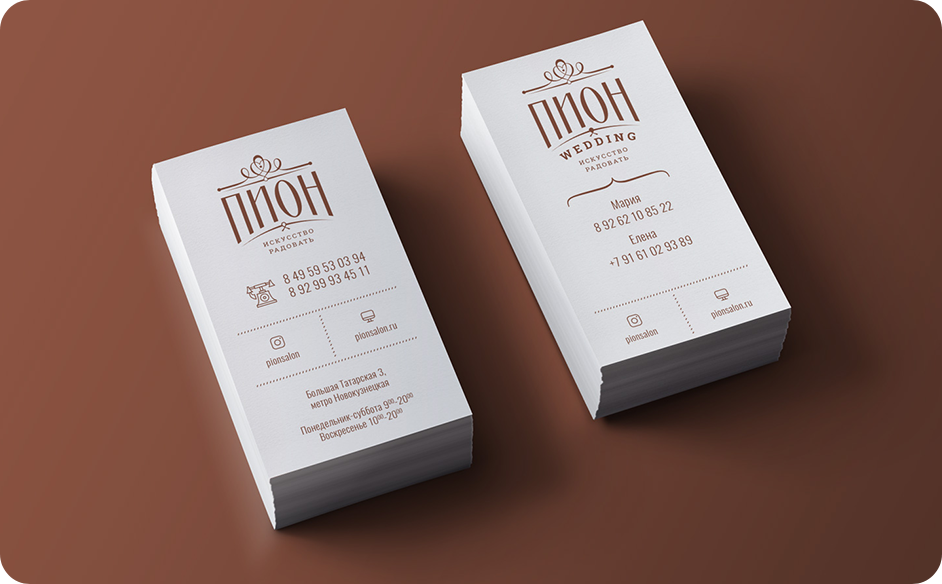 ПИОН
ИСКУССТВО
РАДОВАТЬ
8 49 59 53 03 94
8 92 99 93 45 11
pionsalon
pionsalon.ru
Большая Татарская 3,
метро Новокузнецкая
Понедельник-суббота 9⁰⁰-20⁰⁰
Воскресенье 10⁰⁰-20⁰⁰
ПИОН
WEDDING
ИСКУССТВО
РАДОВАТЬ
Мария
8 92 62 10 85 22
Елена
+7 91 61 02 93 89
pionsalon
pionsalon.ru